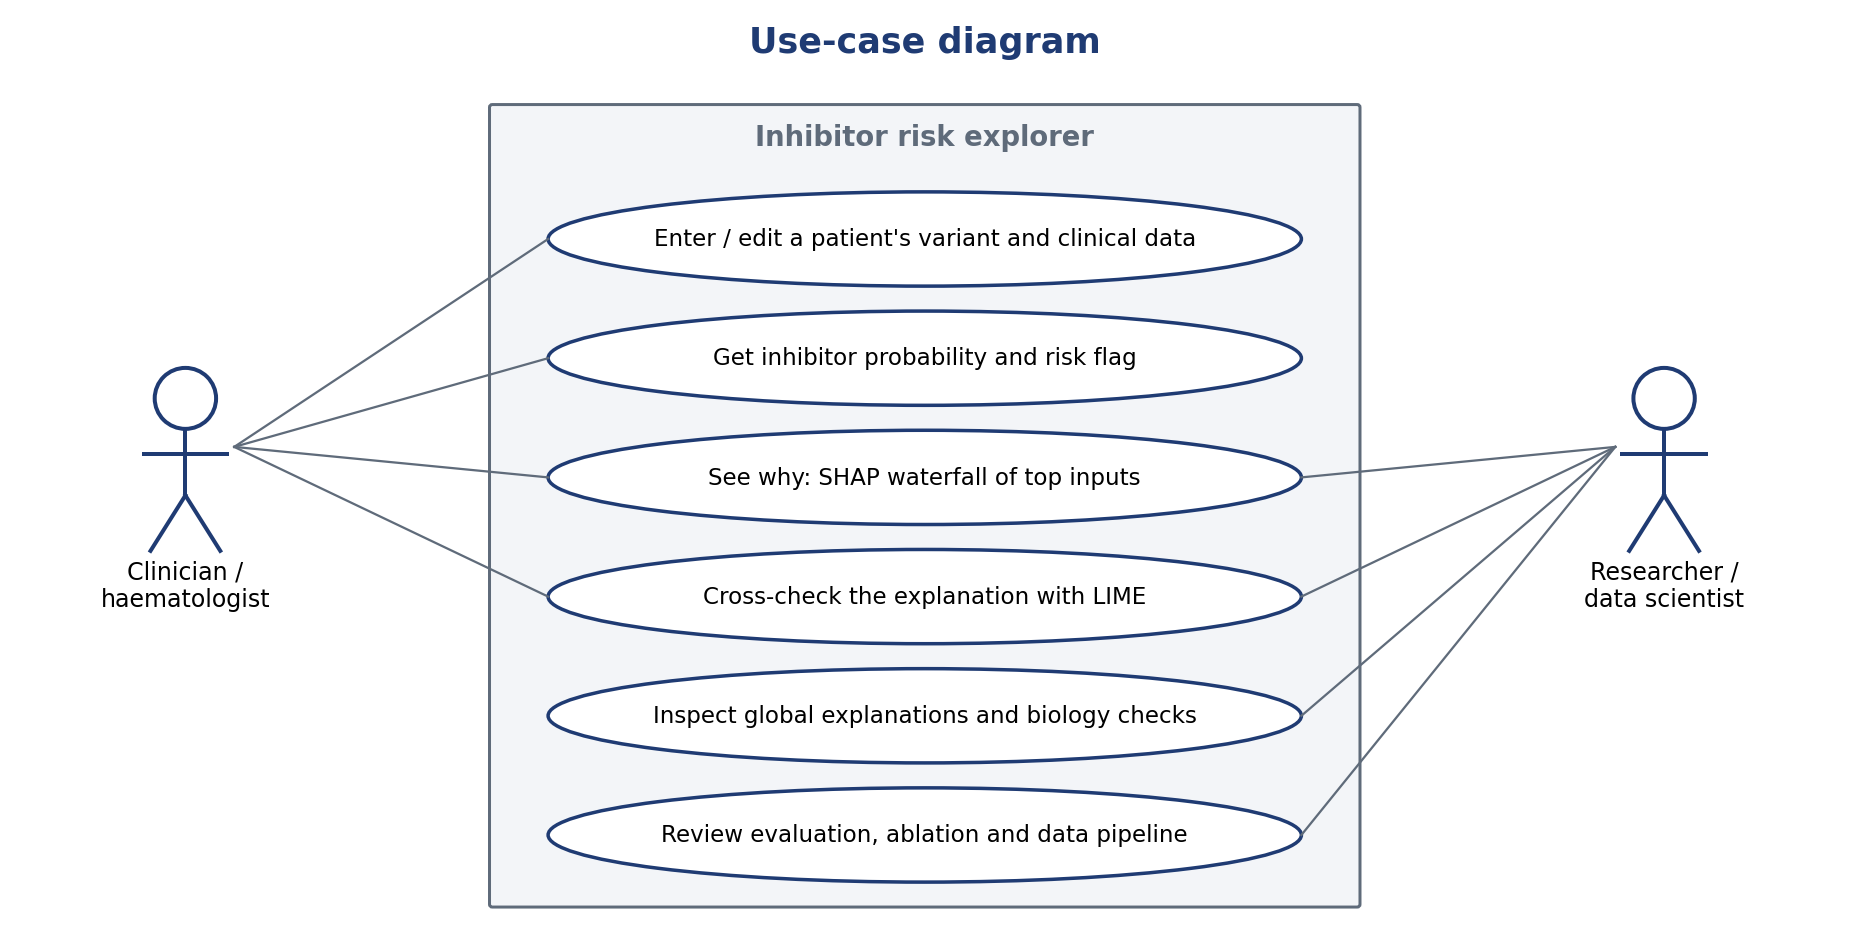 Use-case diagram
Inhibitor risk explorer
Enter / edit a patient's variant and clinical data
Get inhibitor probability and risk flag
See why: SHAP waterfall of top inputs
Cross-check the explanation with LIME
Inspect global explanations and biology checks
Review evaluation, ablation and data pipeline
Clinician /
haematologist
Researcher /
data scientist